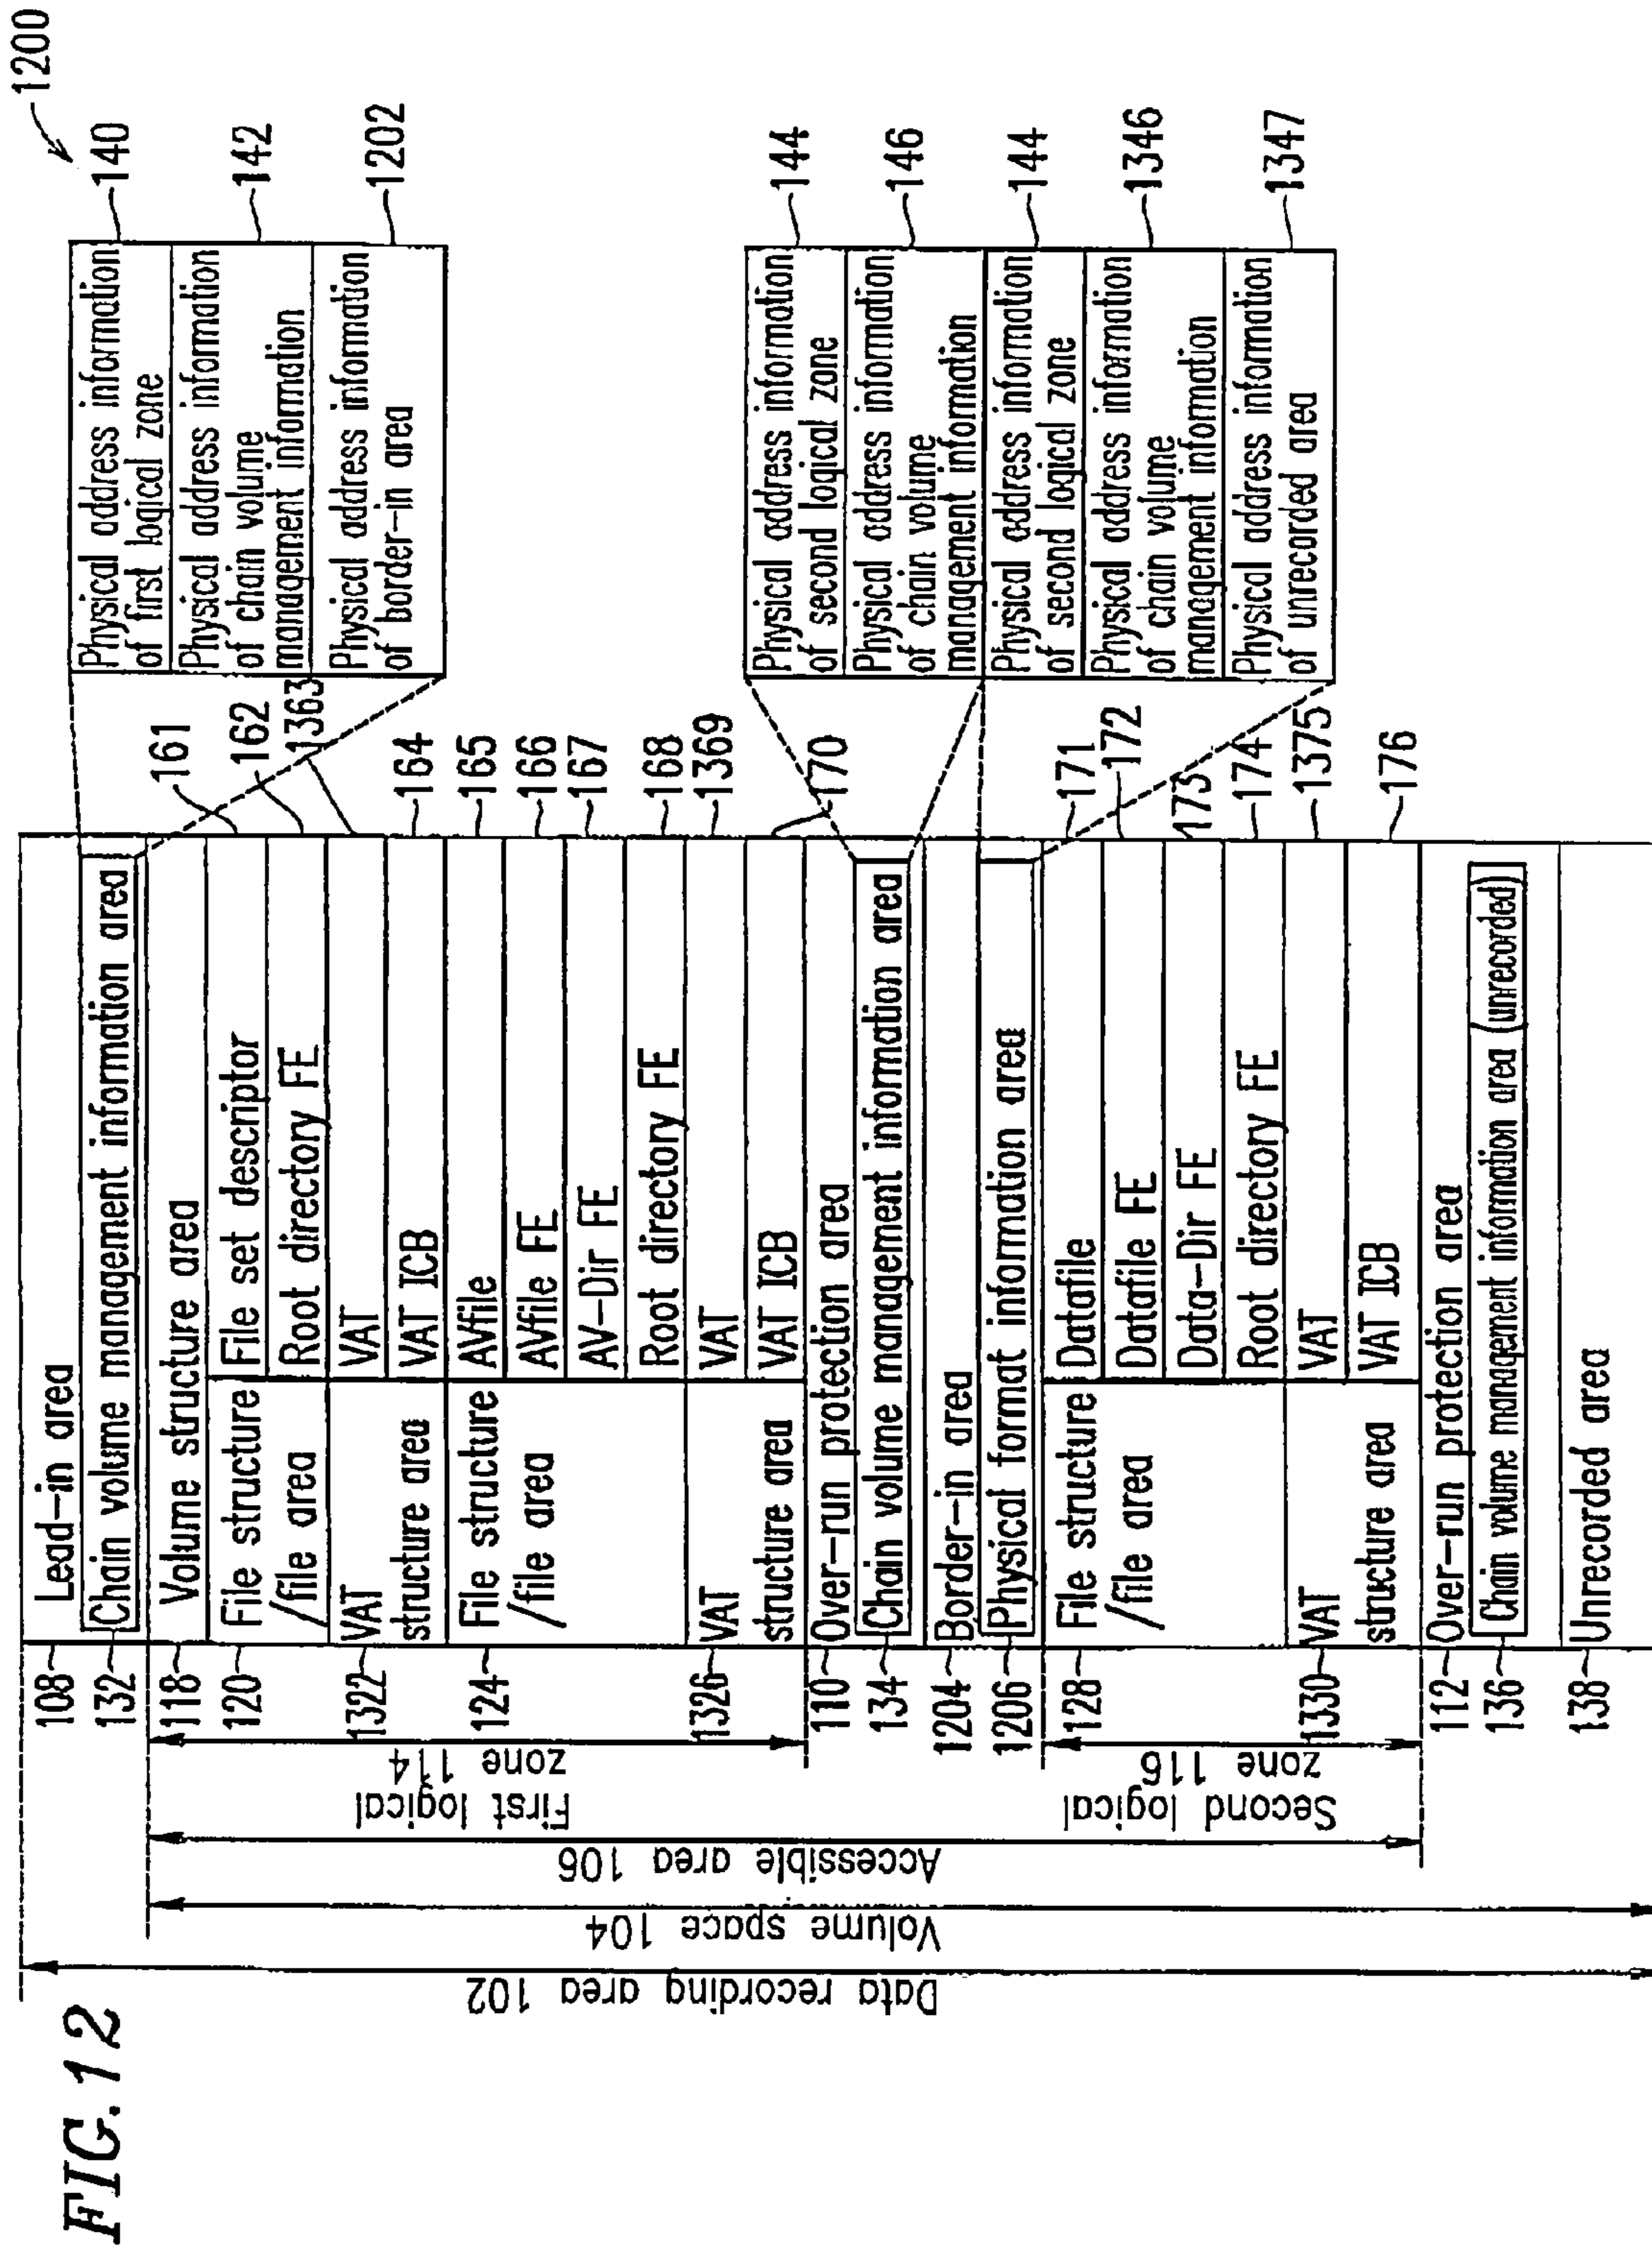 FIG. 12
1200
Data recording area 102
Volume space 104
Accessible area 106
First logical
zone 114
Second logical
zone 116
108
Lead-in area
132
Chain volume management information area
118
Volume structure area
120
File structure
/file area
File set descriptor
161
Root directory FE
162
1322
VAT
structure area
VAT
1363
VAT ICB
164
124
File structure
/file area
AVfile
165
AVfile FE
166
AV-Dir FE
167
Root directory FE
168
1326
VAT
structure area
VAT
1369
VAT ICB
170
110
Over-run protection area
134
Chain volume management information area
1204
Border-in area
1206
Physical format information area
128
File structure
/file area
Datafile
171
Datafile FE
172
Data-Dir FE
173
Root directory FE
174
1330
VAT
structure area
VAT
1375
VAT ICB
176
112
Over-run protection area
136
Chain volume management information area (unrecorded)
138
Unrecorded area
Physical address information
of first logical zone
140
Physical address information
of chain volume
management information
142
Physical address information
of border-in area
1202
Physical address information
of second logical zone
144
Physical address information
of chain volume
management information
146
Physical address information
of second logical zone
144
Physical address information
of chain volume
management information
1346
Physical address information
of unrecorded area
1347